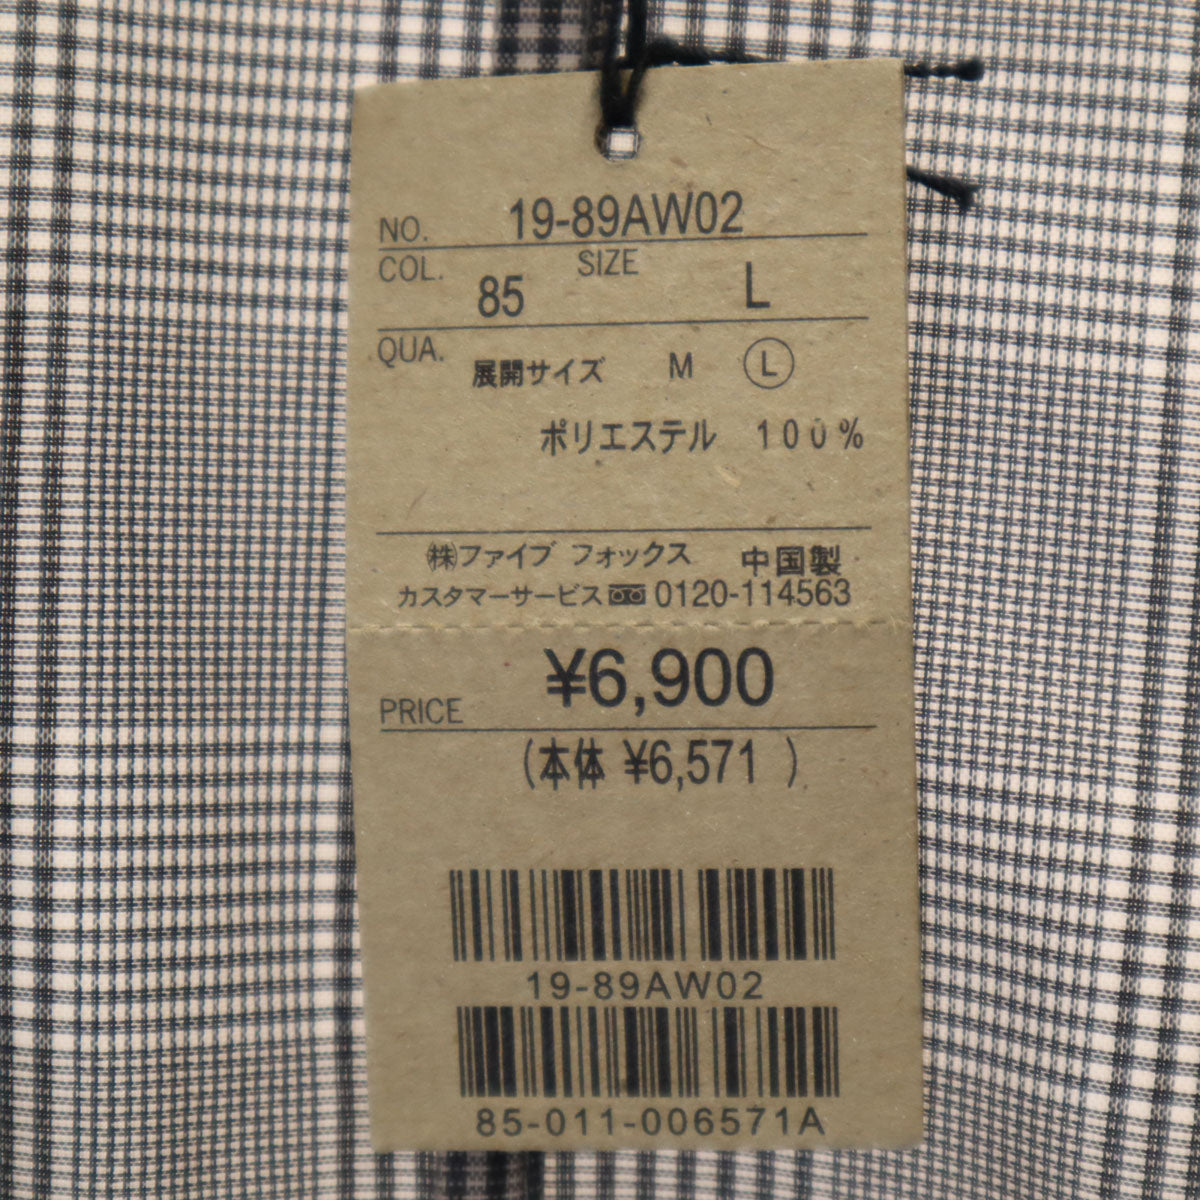 NO. 19-89AW02
COL. 85 SIZE L
QUA. 展開サイズ M Ⓛ
ポリエステル 100%
㈱ファイブ フォックス 中国製
カスタマーサービス 0120-114563
PRICE ¥6,900
(本体 ¥6,571 )
19-89AW02
85-011-006571A